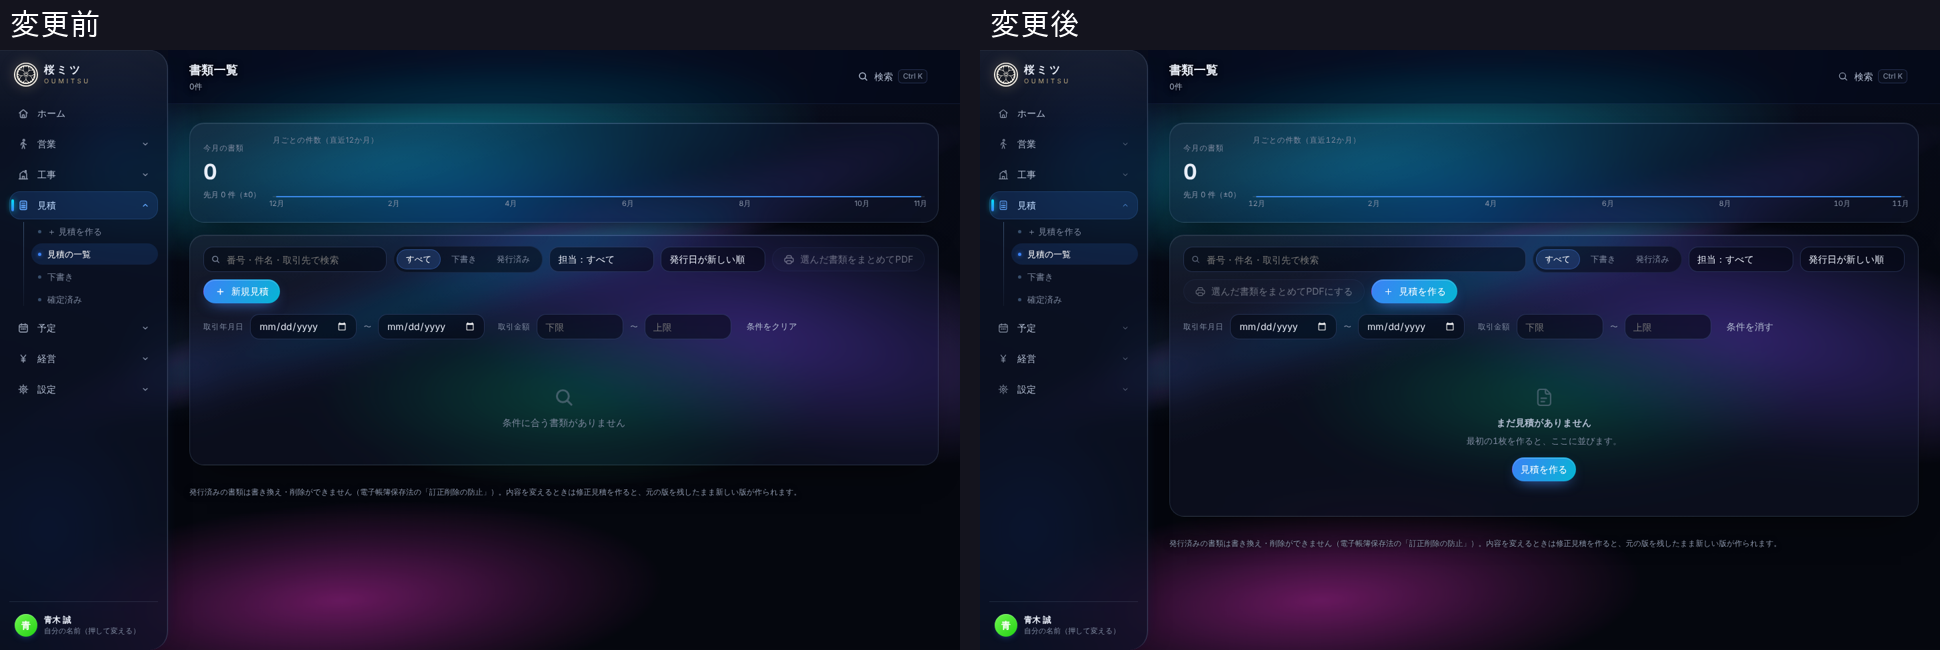 変更前
桜ミツ
OUMITSU
ホーム
営業
工事
見積
+ 見積を作る
見積の一覧
下書き
確定済み
予定
経営
設定
青
青木 誠
自分の名前（押して変える）
書類一覧
0件
検索 Ctrl K
今月の書類
0
先月 0 件（±0）
月ごとの件数（直近12か月）
12月 2月 4月 6月 8月 10月 11月
番号・件名・取引先で検索 すべて 下書き 発行済み 担当：すべて 発行日が新しい順 選んだ書類をまとめてPDF
+ 新規見積
取引年月日 mm/dd/yyyy ～ mm/dd/yyyy 取引金額 下限 ～ 上限 条件をクリア
条件に合う書類がありません
発行済みの書類は書き換え・削除ができません（電子帳簿保存法の「訂正削除の防止」）。内容を変えるときは修正見積を作ると、元の版を残したまま新しい版が作られます。
変更後
桜ミツ
OUMITSU
ホーム
営業
工事
見積
+ 見積を作る
見積の一覧
下書き
確定済み
予定
経営
設定
青
青木 誠
自分の名前（押して変える）
書類一覧
0件
検索 Ctrl K
今月の書類
0
先月 0 件（±0）
月ごとの件数（直近12か月）
12月 2月 4月 6月 8月 10月 11月
番号・件名・取引先で検索 すべて 下書き 発行済み 担当：すべて 発行日が新しい順
選んだ書類をまとめてPDFにする + 見積を作る
取引年月日 mm/dd/yyyy ～ mm/dd/yyyy 取引金額 下限 ～ 上限 条件を消す
まだ見積がありません
最初の1枚を作ると、ここに並びます。
見積を作る
発行済みの書類は書き換え・削除ができません（電子帳簿保存法の「訂正削除の防止」）。内容を変えるときは修正見積を作ると、元の版を残したまま新しい版が作られます。